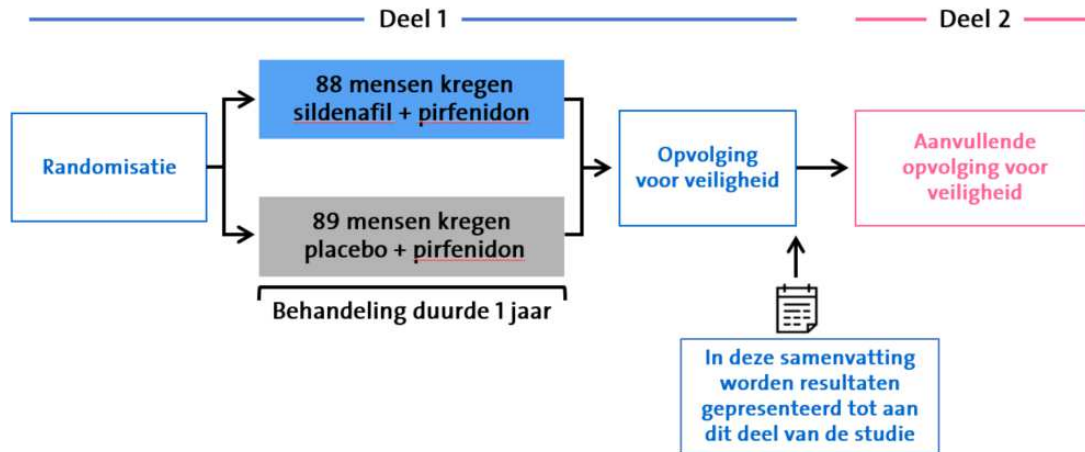 Deel 1
Deel 2
88 mensen kregen
sildenafil + pirfenidon
Randomisatie
89 mensen kregen
placebo + pirfenidon
Behandeling duurde 1 jaar
Opvolging
voor veiligheid
Aanvullende
opvolging voor
veiligheid
In deze samenvatting
worden resultaten
gepresenteerd tot aan
dit deel van de studie